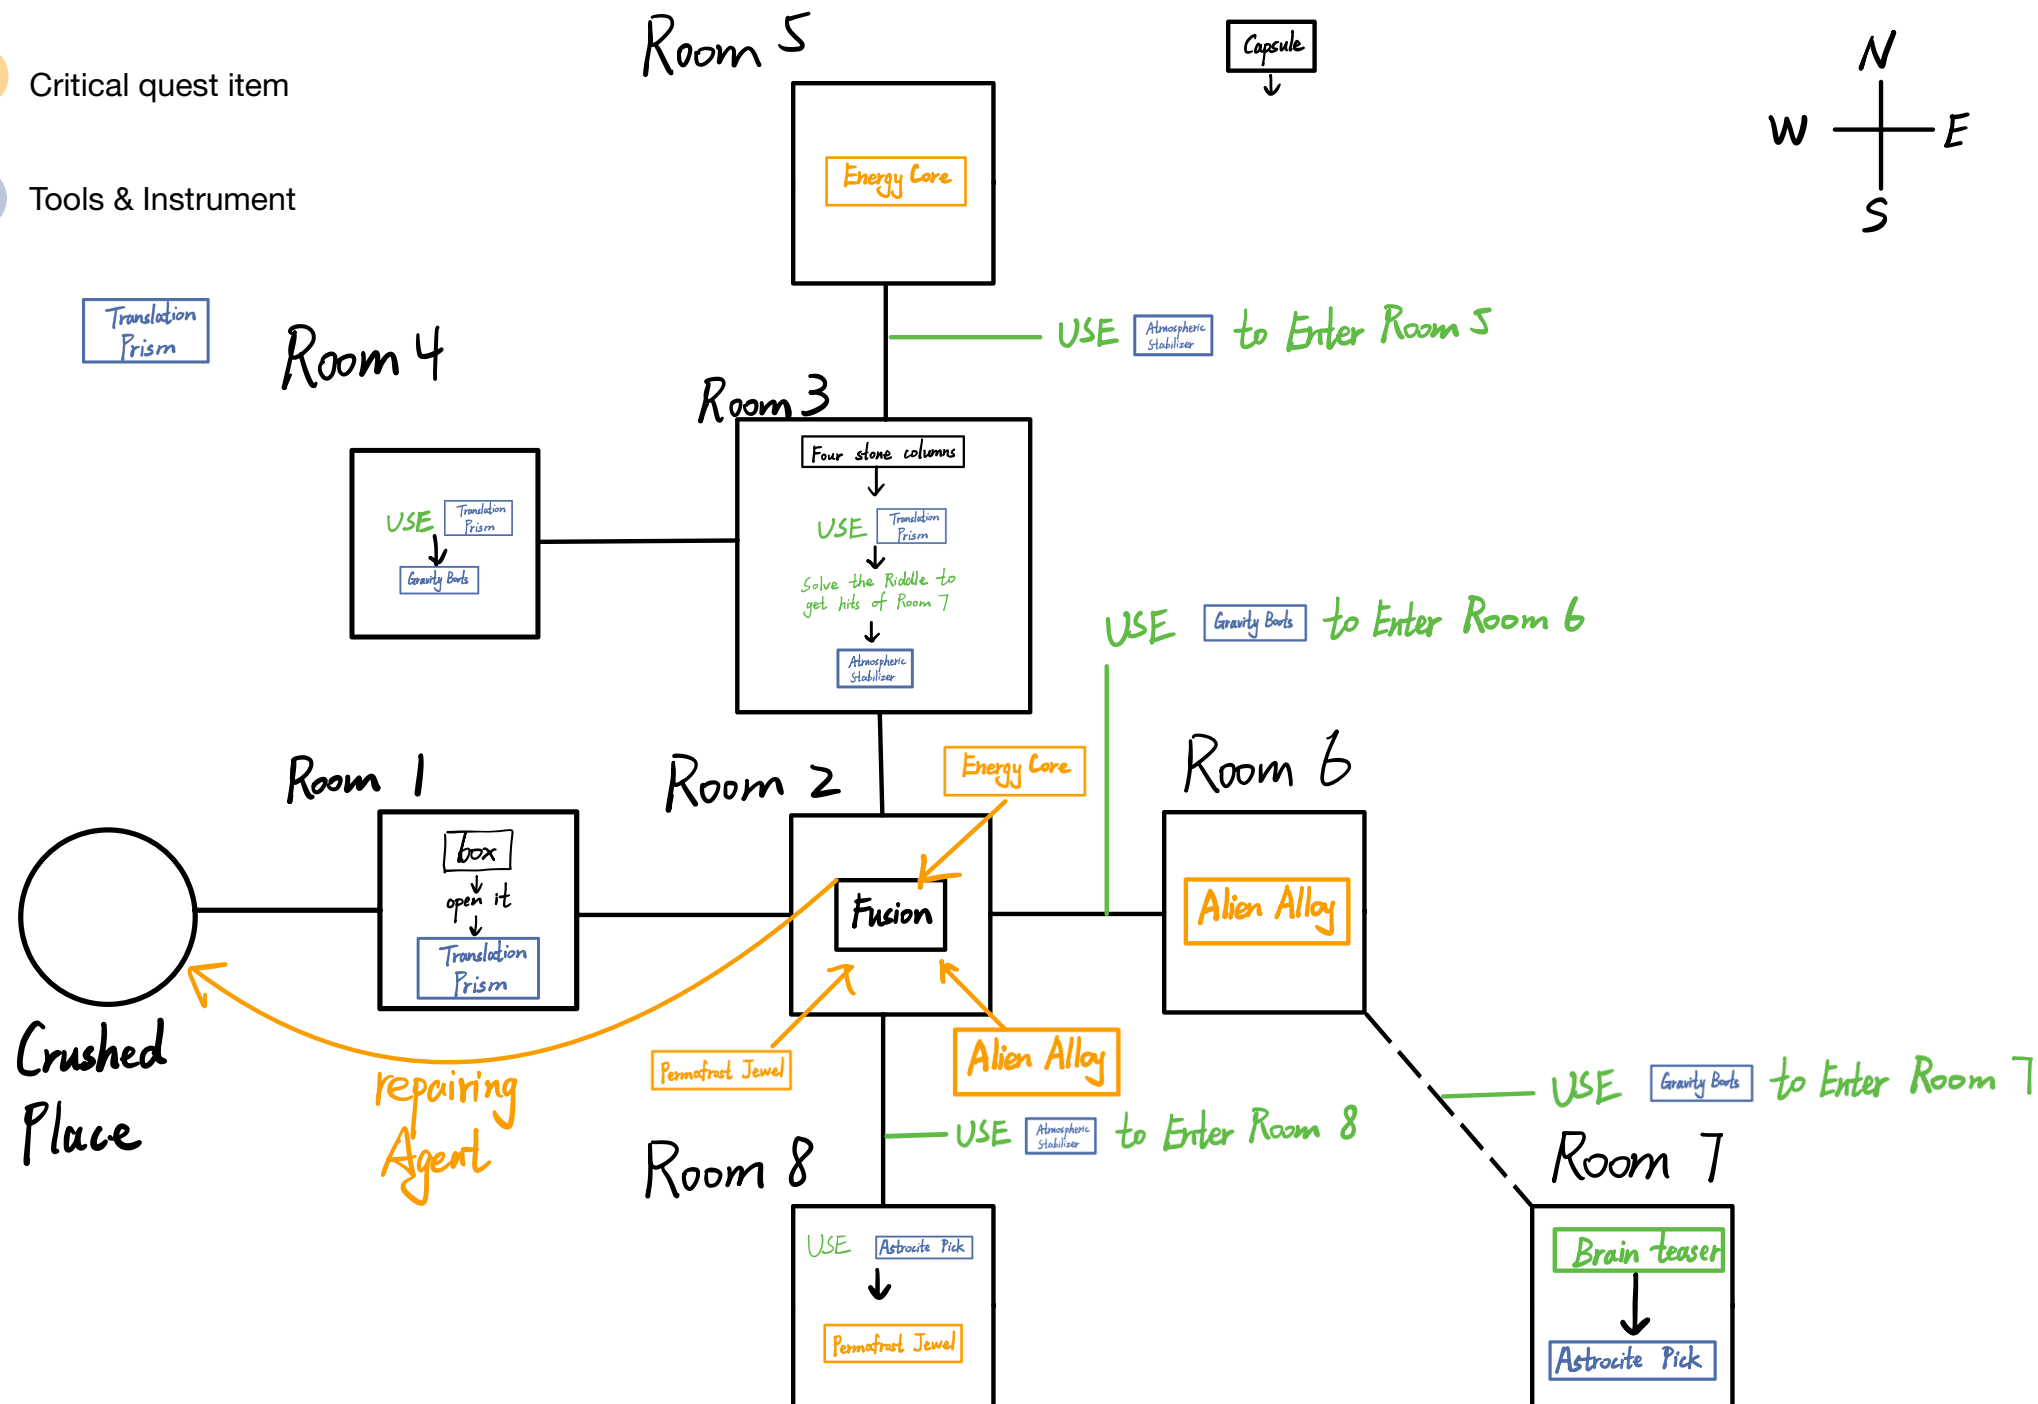 Room 5
Capsule
N
W E
S
Critical quest item
Tools & Instrument
Energy Core
Translation
Prism
USE Atmospheric
Stabilizer to Enter Room 5
Room 4
Room 3
Four stone columns
USE Translation
Prism
Gravity Boots
USE Translation
Prism
Solve the Riddle to
get hits of Room 7
Atmospheric
Stabilizer
USE Gravity Boots to Enter Room 6
Room 1
Room 2
Energy Core
Room 6
box
open it
Translation
Prism
Fusion
Alien Alloy
Crushed
Place
repairing
Agent
Permafrost Jewel
Alien Alloy
USE Gravity Boots to Enter Room 7
USE Atmospheric
Stabilizer to Enter Room 8
Room 8
Room 7
USE Astrocite Pick
Permafrost Jewel
Brain teaser
Astrocite Pick